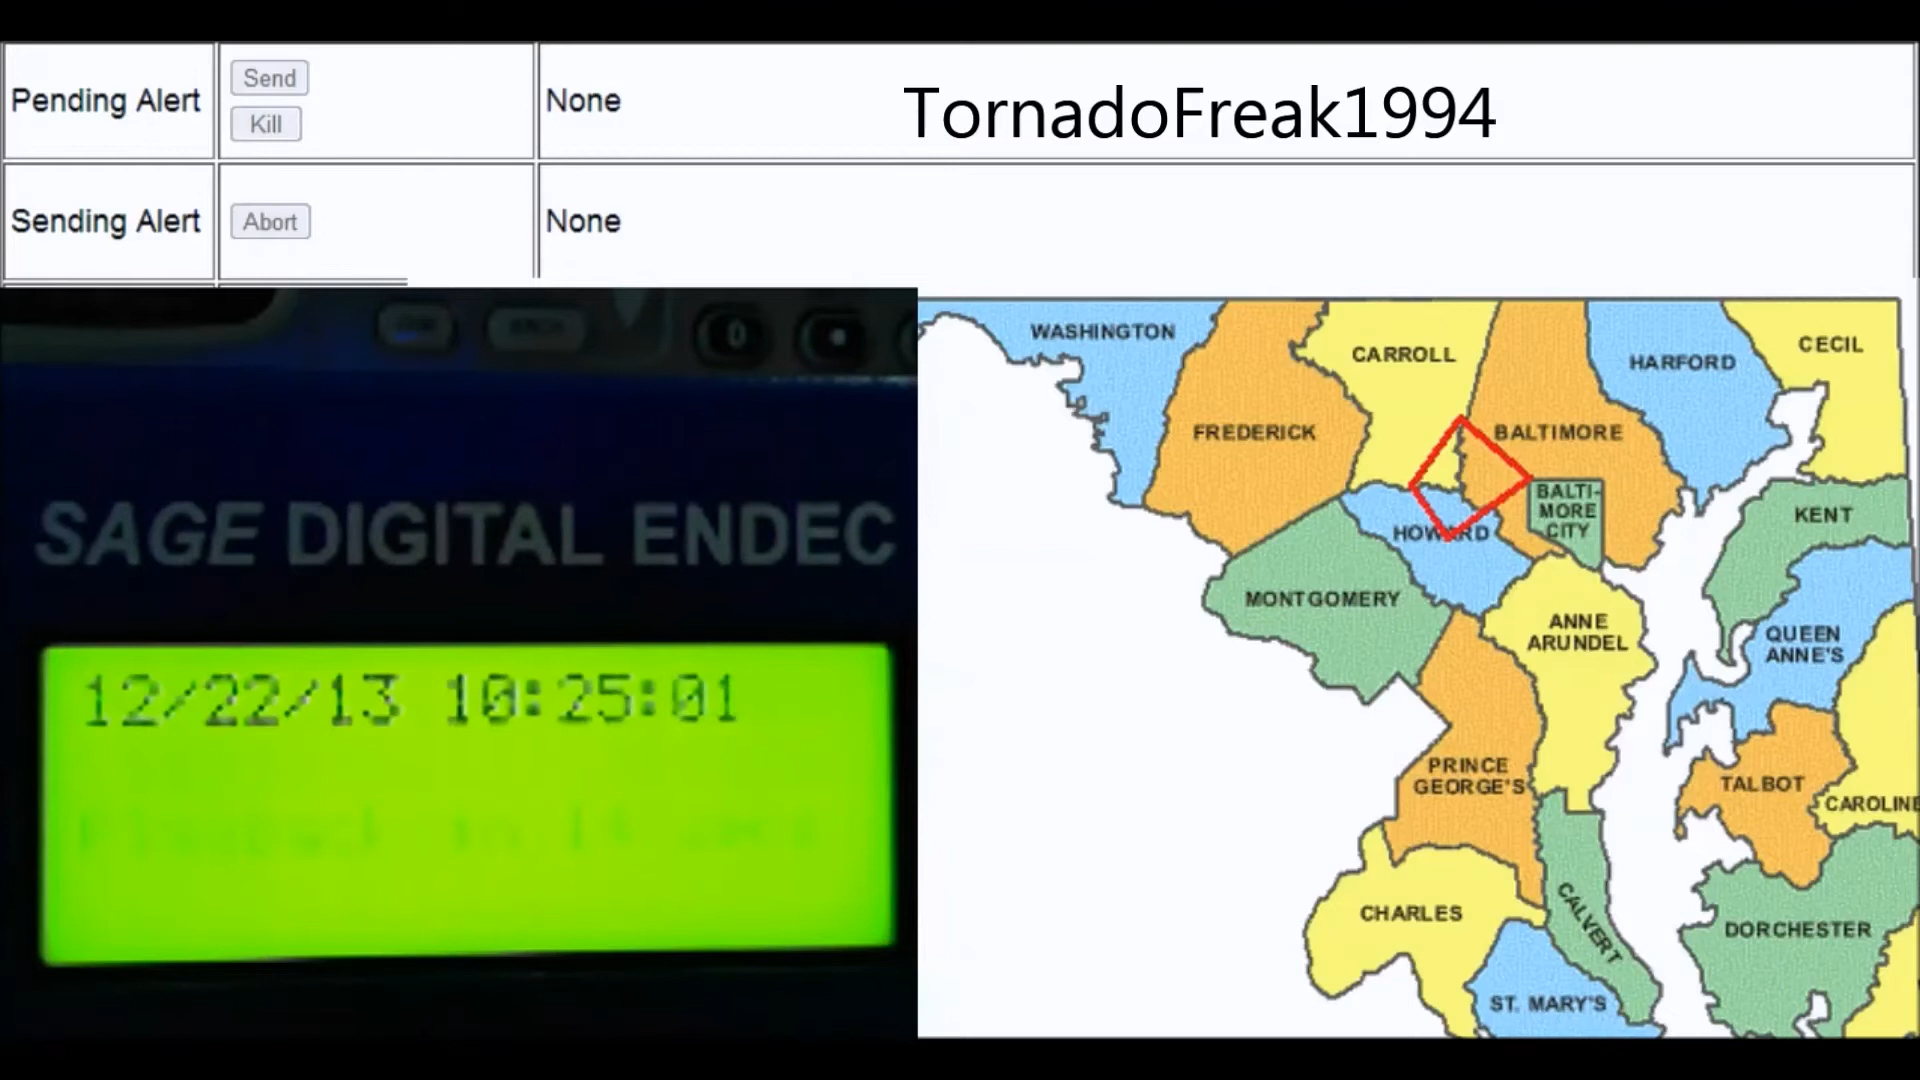 Pending Alert
Send
Kill
None
TornadoFreak1994
Sending Alert
Abort
None
SAGE DIGITAL ENDEC
12/22/13 10:25:01
WASHINGTON
FREDERICK
CARROLL
BALTIMORE
HARFORD
CECIL
BALTI-
MORE
CITY
HOWARD
KENT
MONTGOMERY
ANNE
ARUNDEL
QUEEN
ANNE'S
PRINCE
GEORGE'S
TALBOT
CAROLINE
CHARLES
CALVERT
DORCHESTER
ST. MARY'S